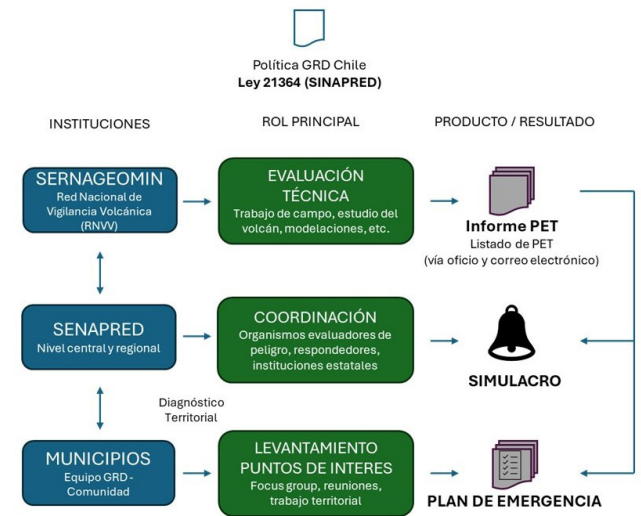 Política GRD Chile
Ley 21364 (SINAPRED)
INSTITUCIONES
ROL PRINCIPAL
PRODUCTO / RESULTADO
SERNAGEOMIN
Red Nacional de
Vigilancia Volcánica
(RNVV)
EVALUACIÓN
TÉCNICA
Trabajo de campo, estudio del
volcán, modelaciones, etc.
Informe PET
Listado de PET
(vía oficio y correo electrónico)
SENAPRED
Nivel central y regional
COORDINACIÓN
Organismos evaluadores de
peligro, respondedores,
instituciones estatales
SIMULACRO
Diagnóstico
Territorial
MUNICIPIOS
Equipo GRD -
Comunidad
LEVANTAMIENTO
PUNTOS DE INTERES
Focus group, reuniones,
trabajo territorial
PLAN DE EMERGENCIA